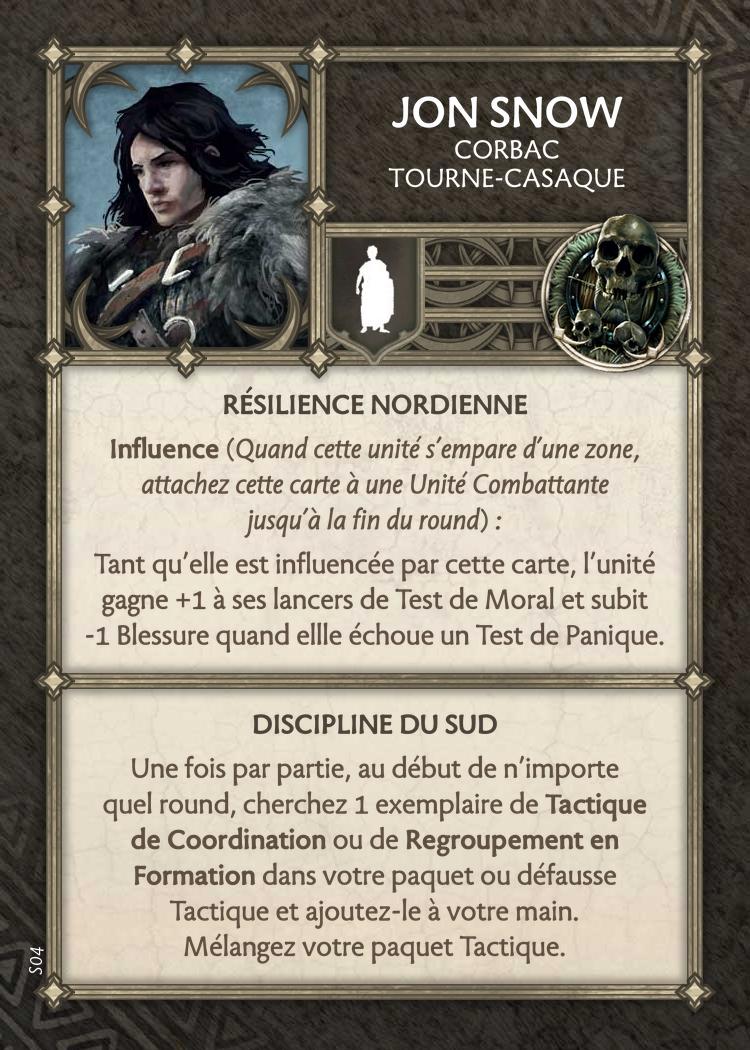 JON SNOW
CORBAC
TOURNE-CASAQUE
RÉSILIENCE NORDIENNE
Influence (Quand cette unité s'empare d'une zone,
attachez cette carte à une Unité Combattante
jusqu'à la fin du round) :
Tant qu'elle est influencée par cette carte, l'unité
gagne +1 à ses lancers de Test de Moral et subit
-1 Blessure quand ellle échoue un Test de Panique.
DISCIPLINE DU SUD
Une fois par partie, au début de n'importe
quel round, cherchez 1 exemplaire de Tactique
de Coordination ou de Regroupement en
Formation dans votre paquet ou défausse
Tactique et ajoutez-le à votre main.
Mélangez votre paquet Tactique.
S04